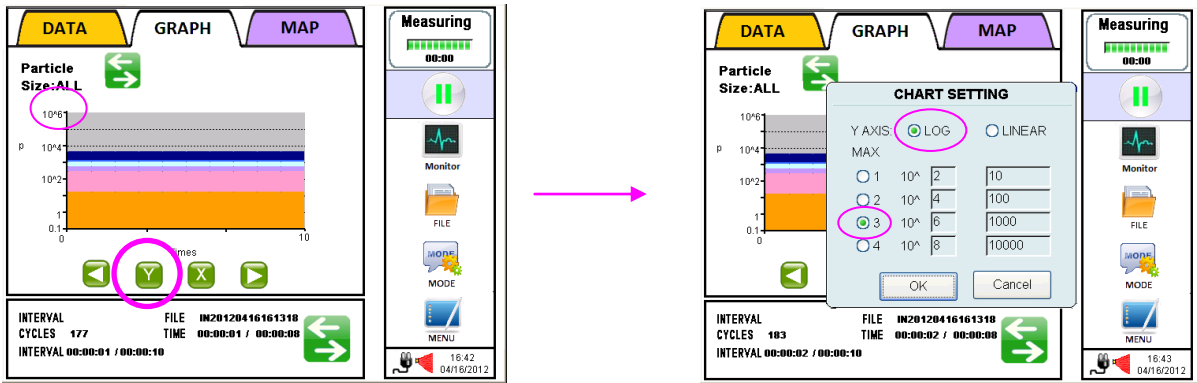 DATA GRAPH MAP
Particle
Size:ALL
10^6
p
10^4
10^2
1
0.1
0 10
Y X
INTERVAL FILE IN20120416161318
CYCLES 177 TIME 00:00:01 / 00:00:08
INTERVAL 00:00:01 / 00:00:10
Measuring
00:00
Monitor
FILE
MODE
MODE
MENU
16:42
04/16/2012
DATA GRAPH MAP
Particle
Size:ALL
10^6
p
10^4
10^2
1
0.1
0
CHART SETTING
Y AXIS: LOG LINEAR
MAX
1 10^ 2 10
2 10^ 4 100
3 10^ 6 1000
4 10^ 8 10000
OK Cancel
INTERVAL FILE IN20120416161318
CYCLES 183 TIME 00:00:02 / 00:00:08
INTERVAL 00:00:02 / 00:00:10
Measuring
00:00
Monitor
FILE
MODE
MODE
MENU
16:43
04/16/2012